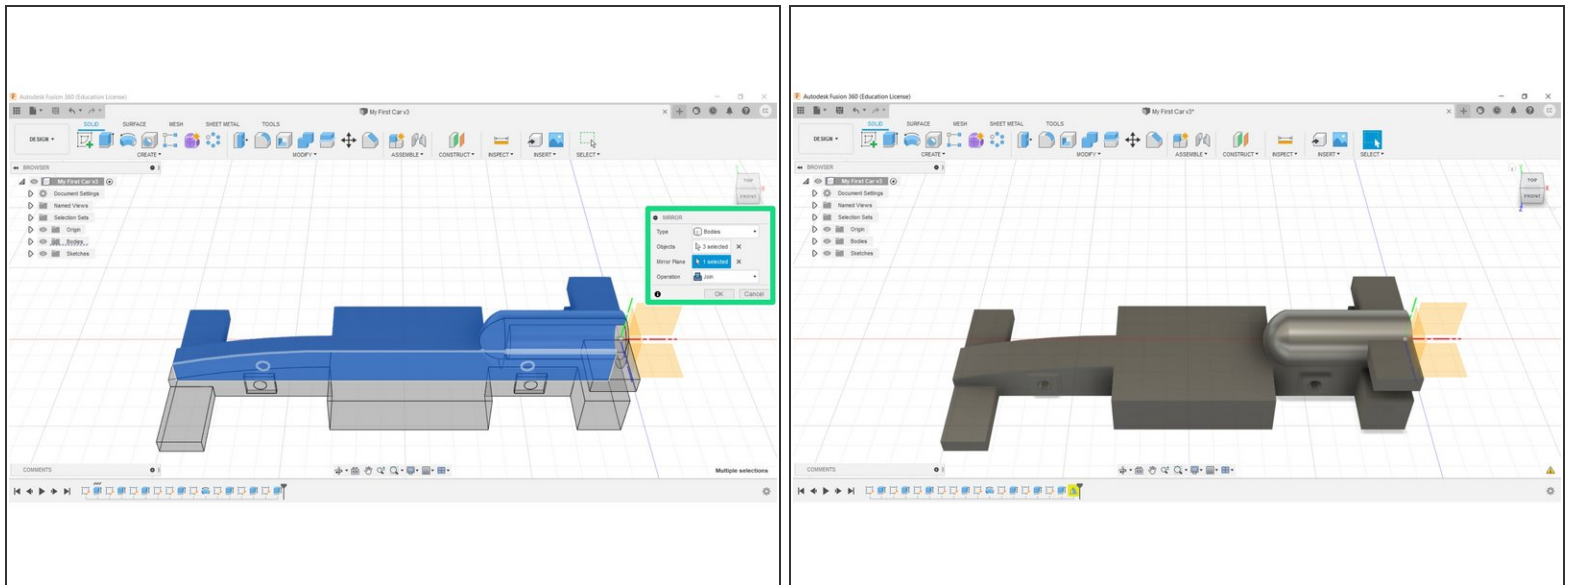 Autodesk Fusion 360 (Education License)
My First Car v3
SOLID SURFACE MESH SHEET METAL TOOLS
DESIGN
CREATE MODIFY ASSEMBLE CONSTRUCT INSPECT INSERT SELECT
BROWSER
My First Car v3
Document Settings
Named Views
Selection Sets
Origin
Bodies
Sketches
TOP
FRONT
MIRROR
Type Bodies
Objects 3 selected
Mirror Plane 1 selected
Operation Join
OK Cancel
COMMENTS
Multiple selections
Autodesk Fusion 360 (Education License)
My First Car v3*
SOLID SURFACE MESH SHEET METAL TOOLS
DESIGN
CREATE MODIFY ASSEMBLE CONSTRUCT INSPECT INSERT SELECT
BROWSER
My First Car v3
Document Settings
Named Views
Selection Sets
Origin
Bodies
Sketches
TOP
FRONT
COMMENTS